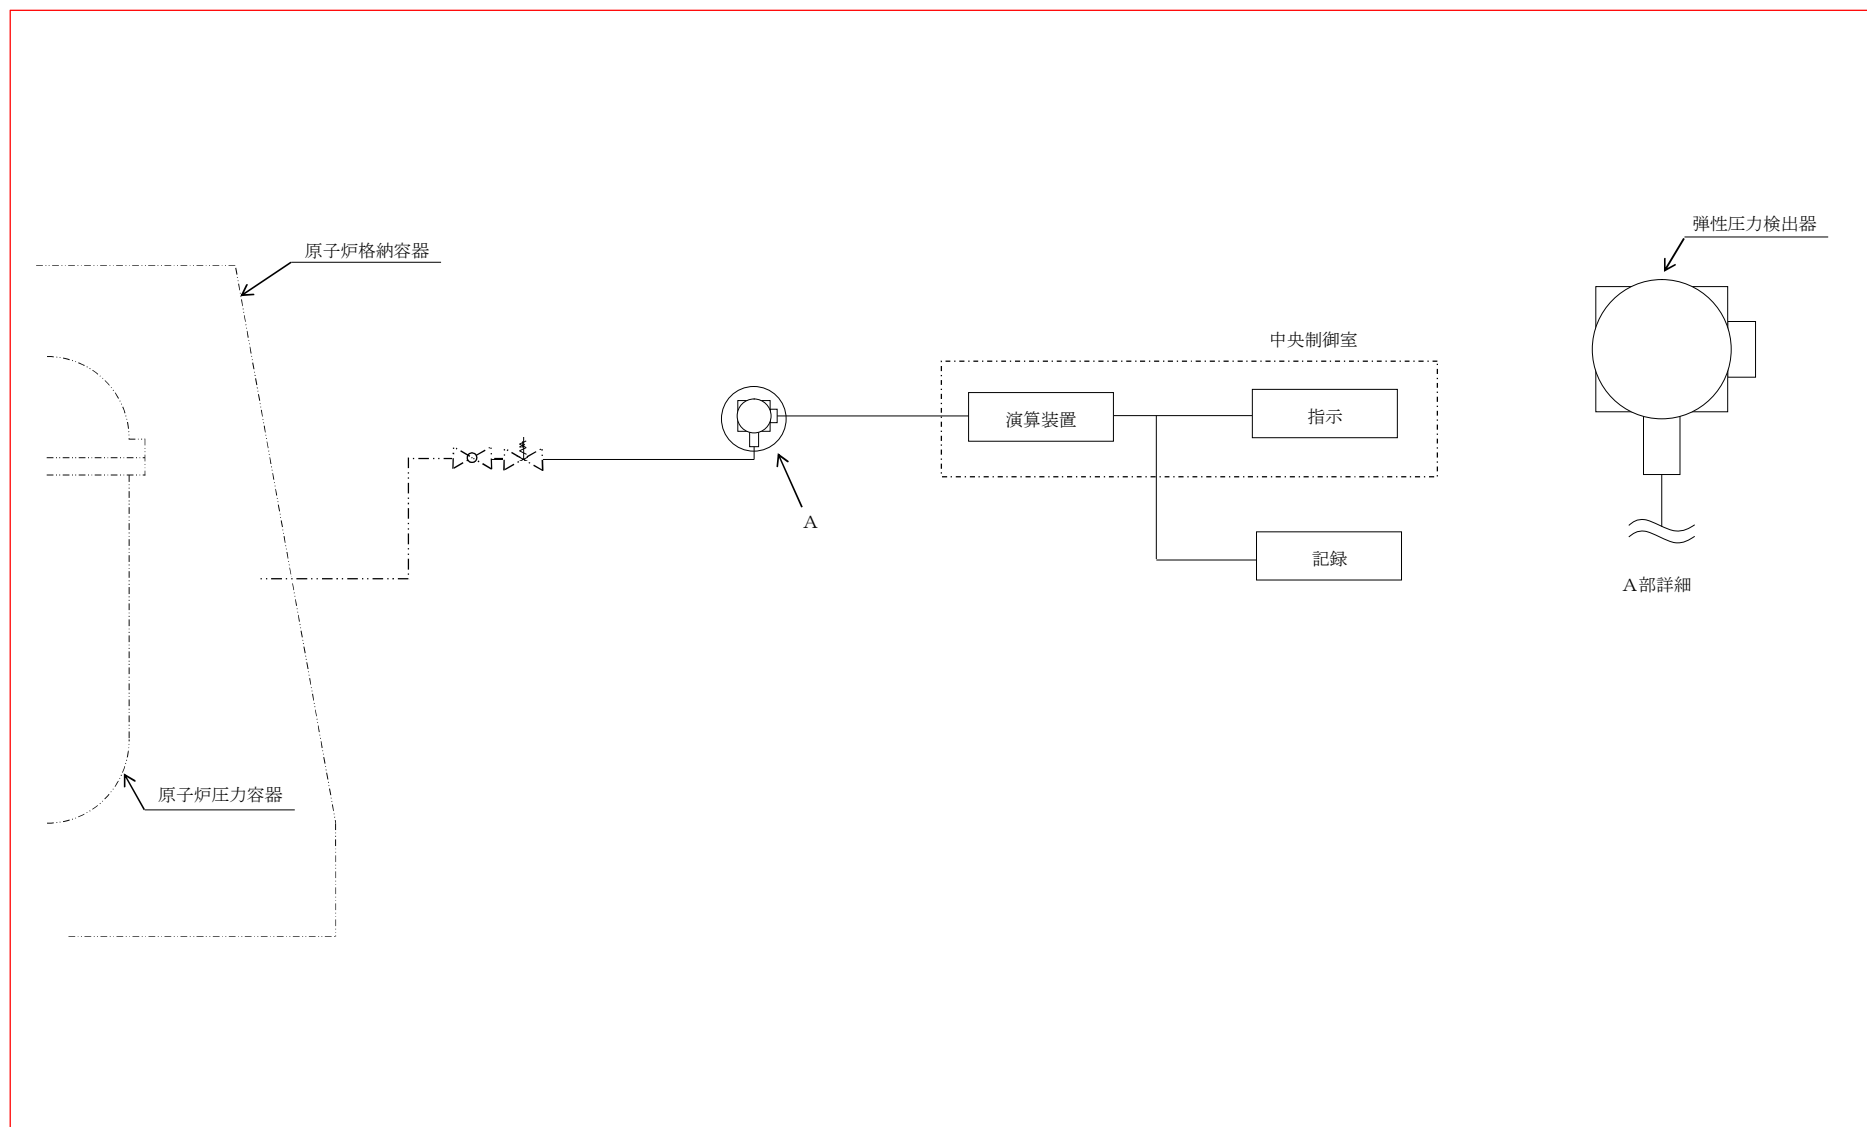 弾性圧力検出器
原子炉格納容器
中央制御室
演算装置
指示
A
記録
A部詳細
原子炉圧力容器